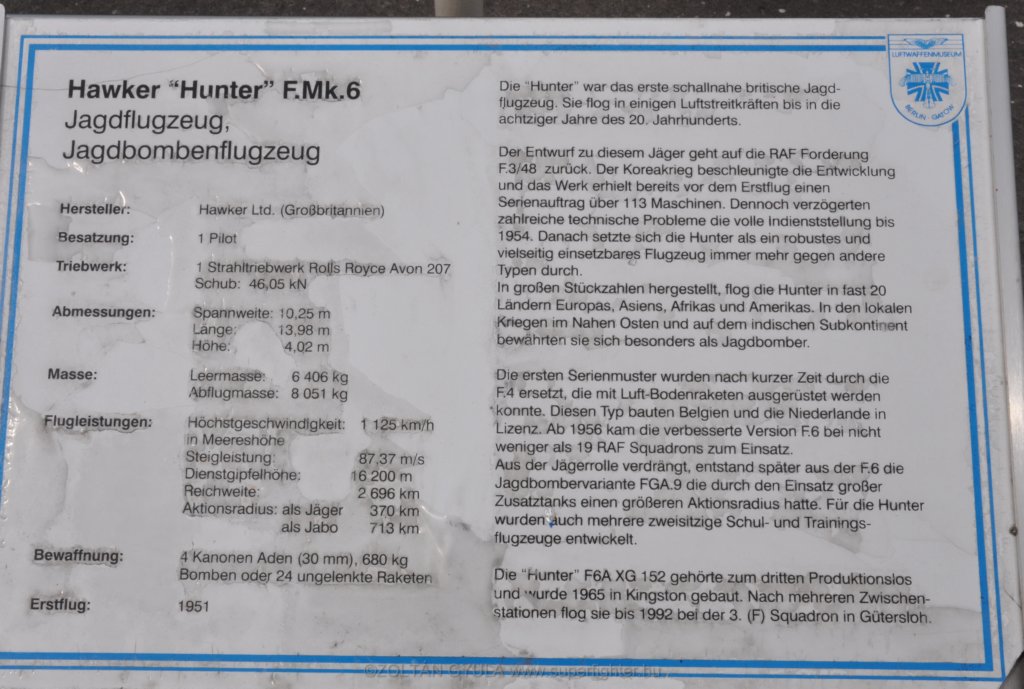 Hawker "Hunter" F.Mk.6
Jagdflugzeug,
Jagdbombenflugzeug
Hersteller: Hawker Ltd. (Großbritannien)
Besatzung: 1 Pilot
Triebwerk: 1 Strahltriebwerk Rolls Royce Avon 207
Schub: 46,05 kN
Abmessungen: Spannweite: 10,25 m
Länge: 13,98 m
Höhe: 4,02 m
Masse: Leermasse: 6 406 kg
Abflugmasse: 8 051 kg
Flugleistungen: Höchstgeschwindigkeit: 1 125 km/h
in Meereshöhe
Steigleistung: 87,37 m/s
Dienstgipfelhöhe: 16 200 m
Reichweite: 2 696 km
Aktionsradius: als Jäger 370 km
als Jabo 713 km
Bewaffnung: 4 Kanonen Aden (30 mm), 680 kg
Bomben oder 24 ungelenkte Raketen
Erstflug: 1951
Die "Hunter" war das erste schallnahe britische Jagd-
flugzeug. Sie flog in einigen Luftstreitkräften bis in die
achtziger Jahre des 20. Jahrhunderts.
Der Entwurf zu diesem Jäger geht auf die RAF Forderung
F.3/48 zurück. Der Koreakrieg beschleunigte die Entwicklung
und das Werk erhielt bereits vor dem Erstflug einen
Serienauftrag über 113 Maschinen. Dennoch verzögerten
zahlreiche technische Probleme die volle Indienststellung bis
1954. Danach setzte sich die Hunter als ein robustes und
vielseitig einsetzbares Flugzeug immer mehr gegen andere
Typen durch.
In großen Stückzahlen hergestellt, flog die Hunter in fast 20
Ländern Europas, Asiens, Afrikas und Amerikas. In den lokalen
Kriegen im Nahen Osten und auf dem indischen Subkontinent
bewährten sie sich besonders als Jagdbomber.
Die ersten Serienmuster wurden nach kurzer Zeit durch die
F.4 ersetzt, die mit Luft-Bodenraketen ausgerüstet werden
konnte. Diesen Typ bauten Belgien und die Niederlande in
Lizenz. Ab 1956 kam die verbesserte Version F.6 bei nicht
weniger als 19 RAF Squadrons zum Einsatz.
Aus der Jägerrolle verdrängt, entstand später aus der F.6 die
Jagdbombervariante FGA.9 die durch den Einsatz großer
Zusatztanks einen größeren Aktionsradius hatte. Für die Hunter
wurden auch mehrere zweisitzige Schul- und Trainings-
flugzeuge entwickelt.
Die "Hunter" F6A XG 152 gehörte zum dritten Produktionslos
und wurde 1965 in Kingston gebaut. Nach mehreren Zwischen-
stationen flog sie bis 1992 bei der 3. (F) Squadron in Gütersloh.
LUFTWAFFENMUSEUM
BERLIN - GATOW
©ZOLTÁN GYULA www.superfighter.hu